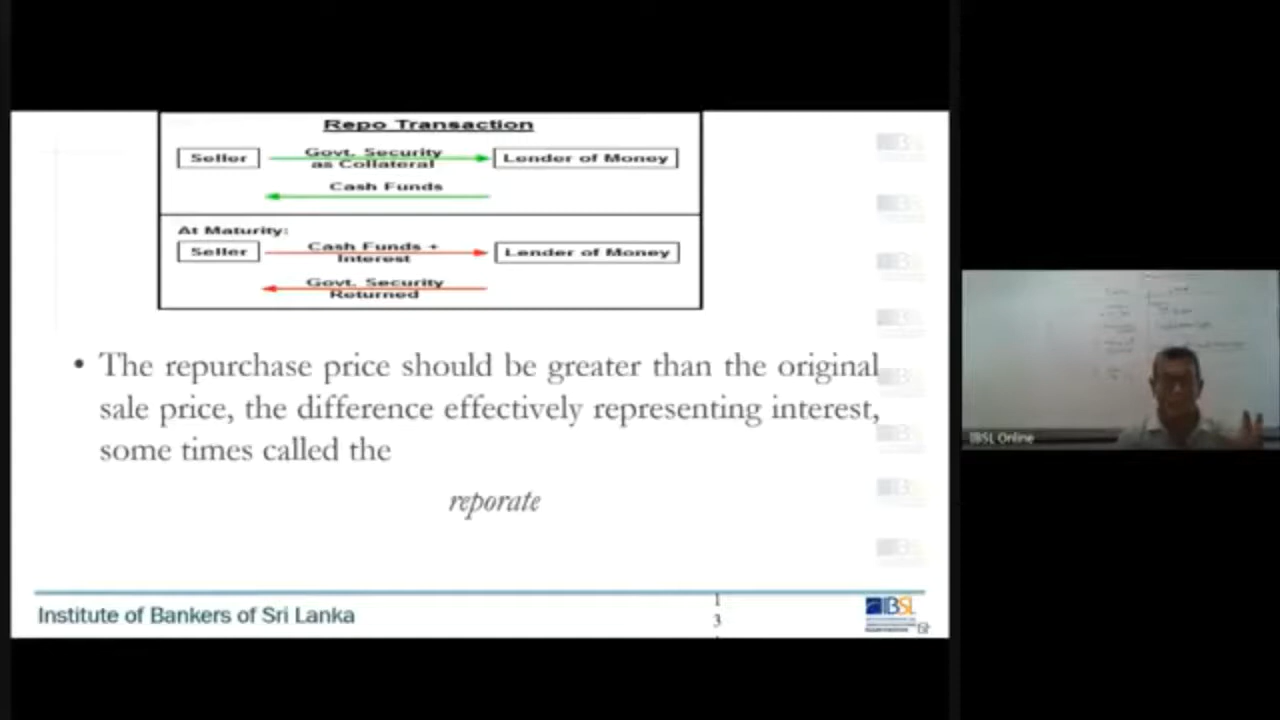 Repo Transaction
Seller
Govt. Security
as Collateral
Lender of Money
Cash Funds
At Maturity:
Seller
Cash Funds +
Interest
Lender of Money
Govt. Security
Returned
• The repurchase price should be greater than the original
sale price, the difference effectively representing interest,
some times called the
reporate
Institute of Bankers of Sri Lanka
1
3
IBSL
IBSL Online